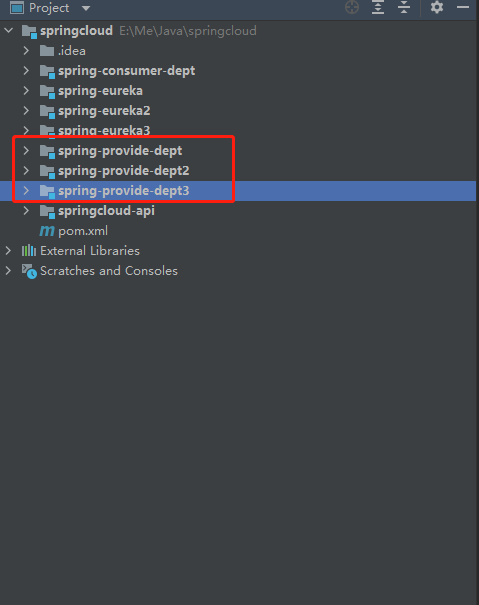 Project
springcloud E:\Me\Java\springcloud
.idea
spring-consumer-dept
spring-eureka
spring-eureka2
spring-eureka3
spring-provide-dept
spring-provide-dept2
spring-provide-dept3
springcloud-api
m pom.xml
External Libraries
Scratches and Consoles